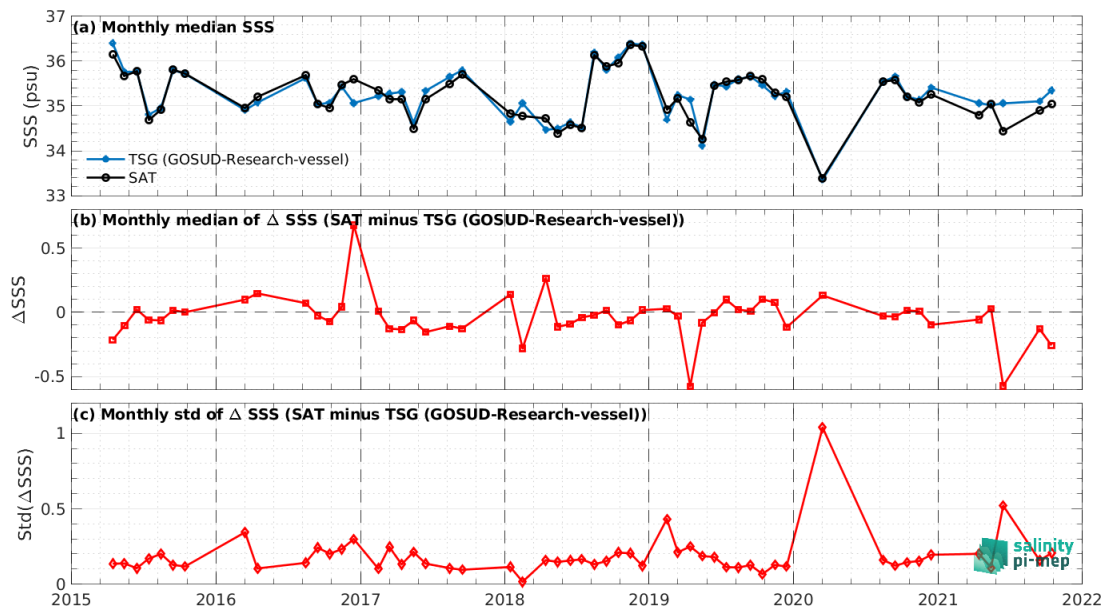 (a) Monthly median SSS
37
36
35
34
33
SSS (psu)
TSG (GOSUD-Research-vessel)
SAT
(b) Monthly median of Δ SSS (SAT minus TSG (GOSUD-Research-vessel))
0.5
0
-0.5
ΔSSS
(c) Monthly std of Δ SSS (SAT minus TSG (GOSUD-Research-vessel))
1
0.5
0
Std(ΔSSS)
salinity
pi-mep
2015 2016 2017 2018 2019 2020 2021 2022